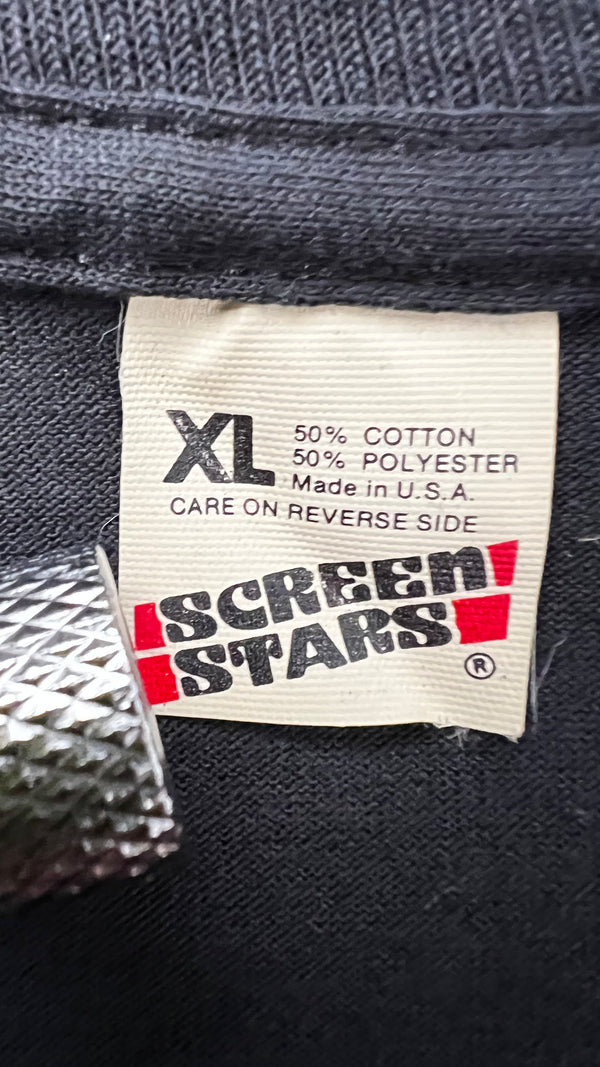 XL
50% COTTON
50% POLYESTER
Made in U.S.A.
CARE ON REVERSE SIDE
SCREEN
STARS
®